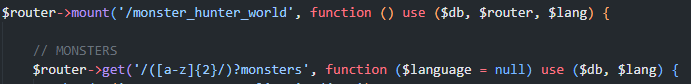 $router->mount('/monster_hunter_world', function () use ($db, $router, $lang) {
// MONSTERS
$router->get('/([a-z]{2}/)?monsters', function ($language = null) use ($db, $lang) {